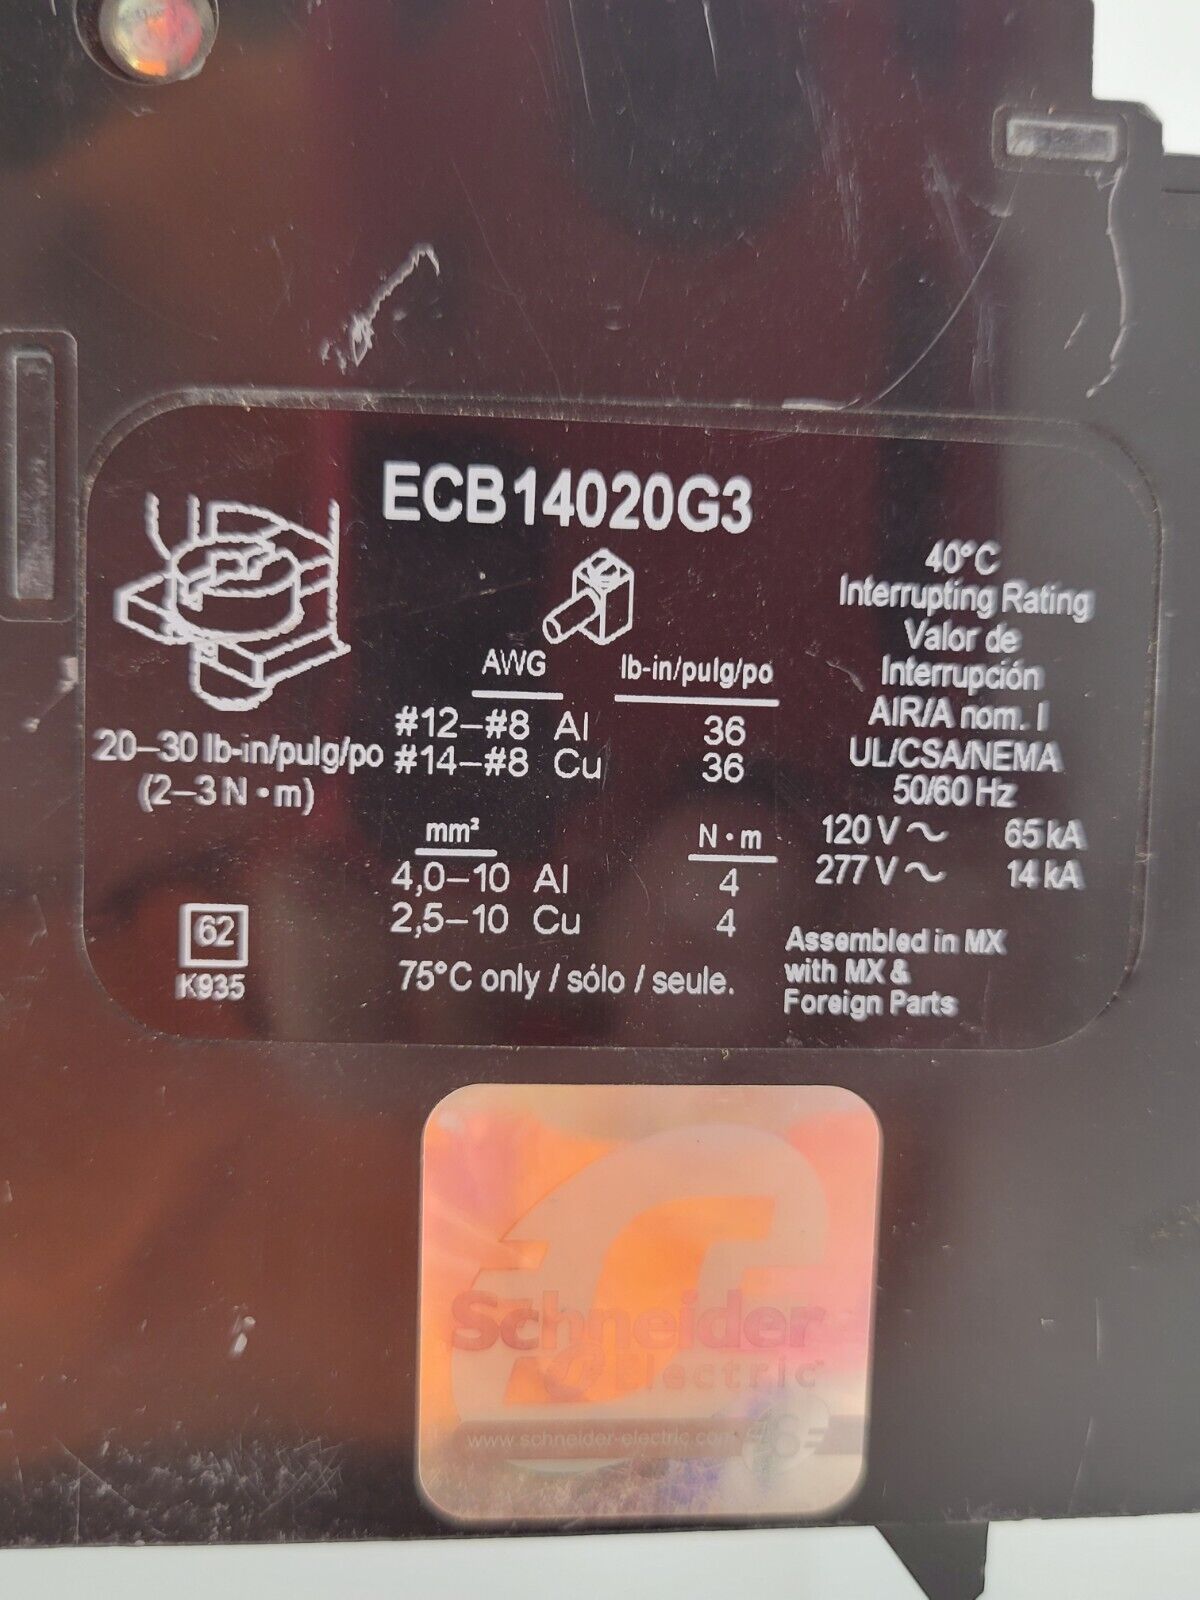 ECB14020G3
20–30 lb-in/pulg/po
(2–3 N•m)
AWG lb-in/pulg/po
#12–#8 Al 36
#14–#8 Cu 36
mm² N•m
4,0–10 Al 4
2,5–10 Cu 4
75°C only / sólo / seule.
62
K935
40°C
Interrupting Rating
Valor de
Interrupción
AIR/A nom. I
UL/CSA/NEMA
50/60 Hz
120 V ~ 65 kA
277 V ~ 14 kA
Assembled in MX
with MX &
Foreign Parts
Schneider
Electric
www.schneider-electric.com